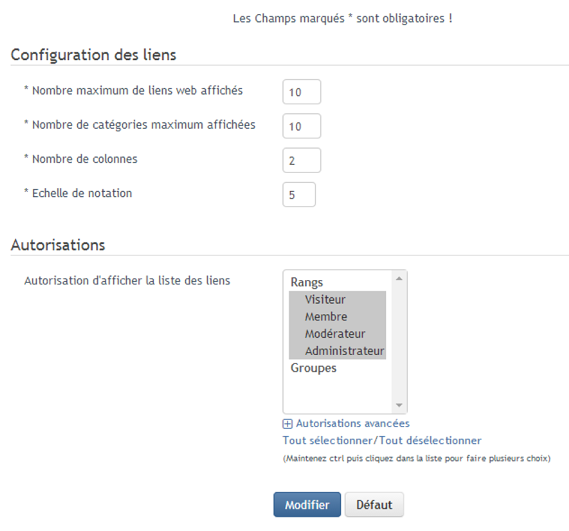 Les Champs marqués * sont obligatoires !
Configuration des liens
* Nombre maximum de liens web affichés 10
* Nombre de catégories maximum affichées 10
* Nombre de colonnes 2
* Echelle de notation 5
Autorisations
Autorisation d'afficher la liste des liens
Rangs
Visiteur
Membre
Modérateur
Administrateur
Groupes
Autorisations avancées
Tout sélectionner/Tout désélectionner
(Maintenez ctrl puis cliquez dans la liste pour faire plusieurs choix)
Modifier Défaut